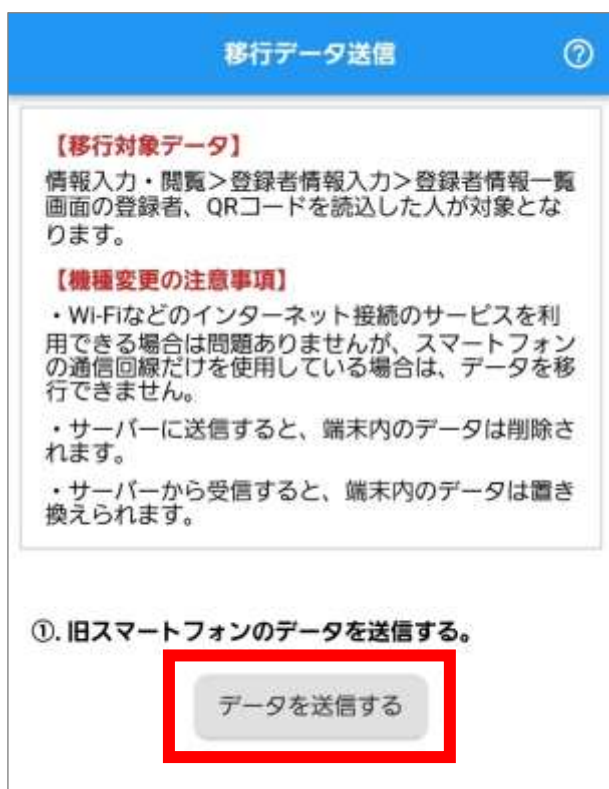 移行データ送信
?
【移行対象データ】
情報入力・閲覧>登録者情報入力>登録者情報一覧
画面の登録者、QRコードを読込した人が対象とな
ります。
【機種変更の注意事項】
・Wi-Fiなどのインターネット接続のサービスを利
用できる場合は問題ありませんが、スマートフォン
の通信回線だけを使用している場合は、データを移
行できません。
・サーバーに送信すると、端末内のデータは削除さ
れます。
・サーバーから受信すると、端末内のデータは置き
換えられます。
①. 旧スマートフォンのデータを送信する。
データを送信する